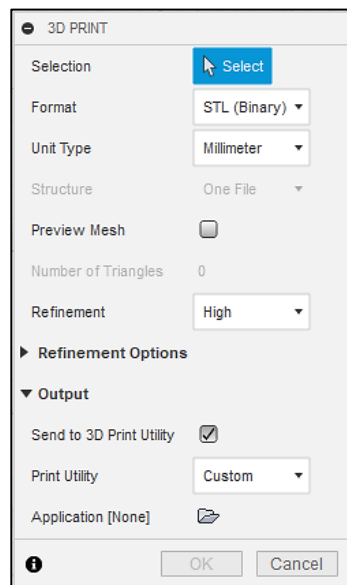 3D PRINT
Selection Select
Format STL (Binary)
Unit Type Millimeter
Structure One File
Preview Mesh
Number of Triangles 0
Refinement High
Refinement Options
Output
Send to 3D Print Utility
Print Utility Custom
Application [None]
OK Cancel